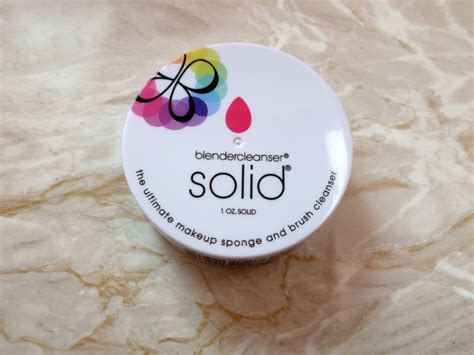 blendercleanser®
solid®
1 OZ. SOLID
the ultimate makeup sponge and brush cleanser